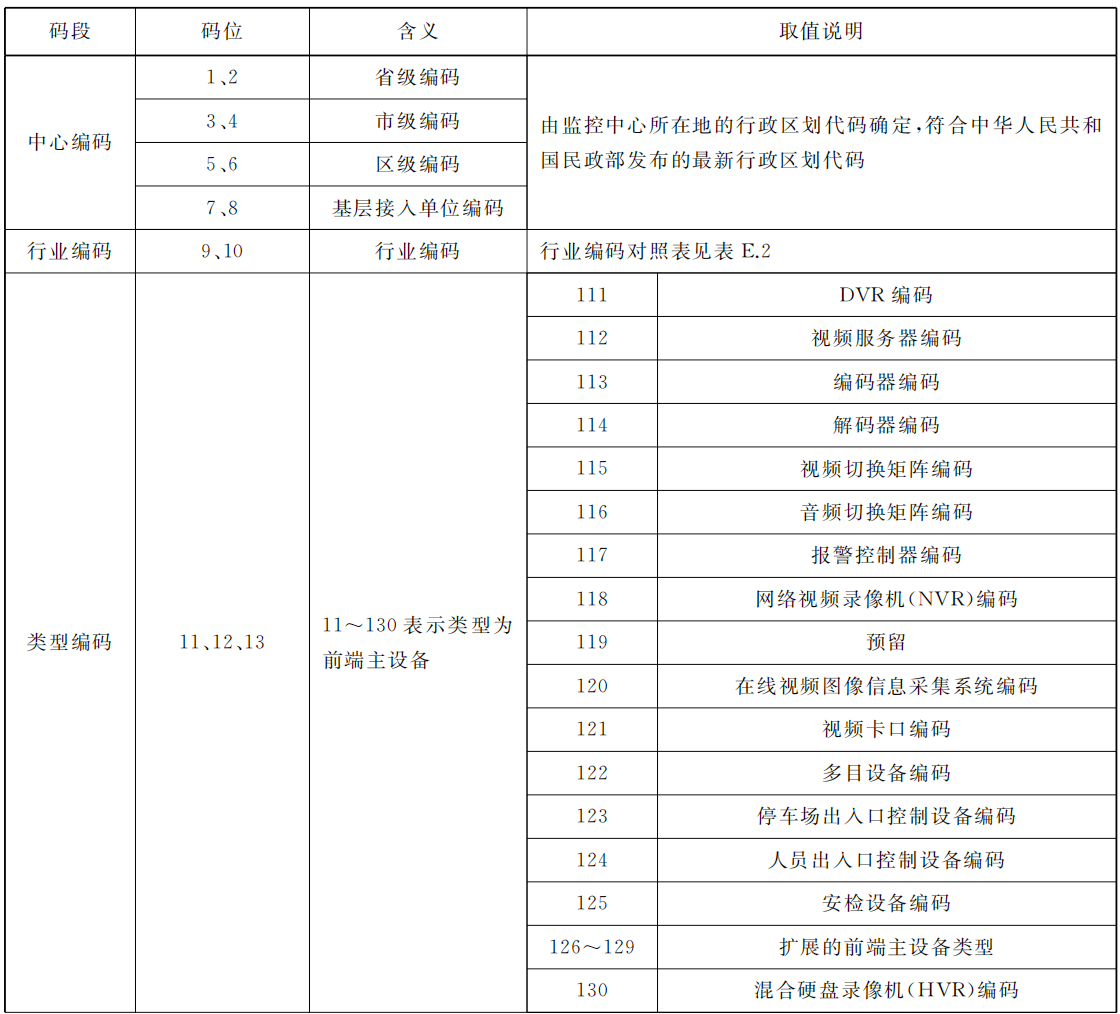 码段 码位 含义 取值说明
中心编码 1、2 省级编码 由监控中心所在地的行政区划代码确定,符合中华人民共和
国民政部发布的最新行政区划代码
3、4 市级编码
5、6 区级编码
7、8 基层接入单位编码
行业编码 9、10 行业编码 行业编码对照表见表 E.2
类型编码 11、12、13 11～130 表示类型为
前端主设备
111 DVR 编码
112 视频服务器编码
113 编码器编码
114 解码器编码
115 视频切换矩阵编码
116 音频切换矩阵编码
117 报警控制器编码
118 网络视频录像机(NVR)编码
119 预留
120 在线视频图像信息采集系统编码
121 视频卡口编码
122 多目设备编码
123 停车场出入口控制设备编码
124 人员出入口控制设备编码
125 安检设备编码
126～129 扩展的前端主设备类型
130 混合硬盘录像机(HVR)编码